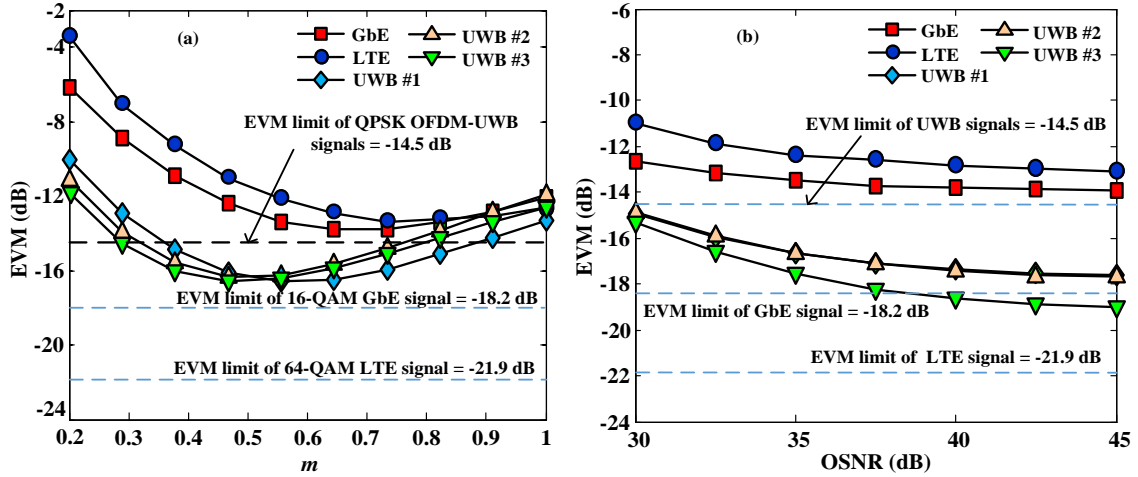 (a)
GbE
LTE
UWB #1
UWB #2
UWB #3
EVM limit of QPSK OFDM-UWB
signals = -14.5 dB
EVM limit of 16-QAM GbE signal = -18.2 dB
EVM limit of 64-QAM LTE signal = -21.9 dB
EVM (dB)
-2
-4
-8
-12
-16
-20
-24
0.2
0.3
0.4
0.5
0.6
0.7
0.8
0.9
1
m
(b)
GbE
LTE
UWB #1
UWB #2
UWB #3
EVM limit of UWB signals = -14.5 dB
EVM limit of GbE signal = -18.2 dB
EVM limit of LTE signal = -21.9 dB
EVM (dB)
-6
-8
-10
-12
-14
-16
-18
-20
-22
-24
30
35
40
45
OSNR (dB)